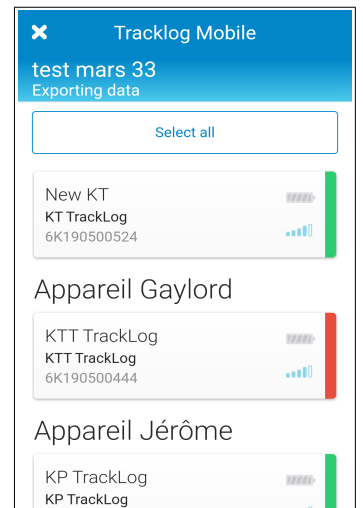 Tracklog Mobile
test mars 33
Exporting data
Select all
New KT
KT TrackLog
6K190500524
Appareil Gaylord
KTT TrackLog
KTT TrackLog
6K190500444
Appareil Jérôme
KP TrackLog
KP TrackLog